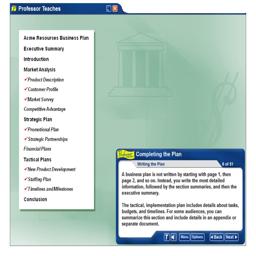 Professor Teaches
Acme Resources Business Plan
Executive Summary
Introduction
Market Analysis
✓Product Description
✓Customer Profile
✓Market Survey
Competitive Advantage
Strategic Plan
✓Promotional Plan
✓Strategic Partnerships
Financial Plans
Tactical Plans
✓New Product Development
✓Staffing Plan
✓Timelines and Milestones
Conclusion
Completing the Plan
Writing the Plan
A business plan is not written by starting with page 1, then
page 2, and so on. Instead, you write the most detailed
information, followed by the section summaries, and then the
executive summary.
The tactical, implementation plan includes details about tasks,
budgets, and timelines. For some audiences, you can
summarize this section and include details in an appendix or
separate document.
Menu Options Back Next